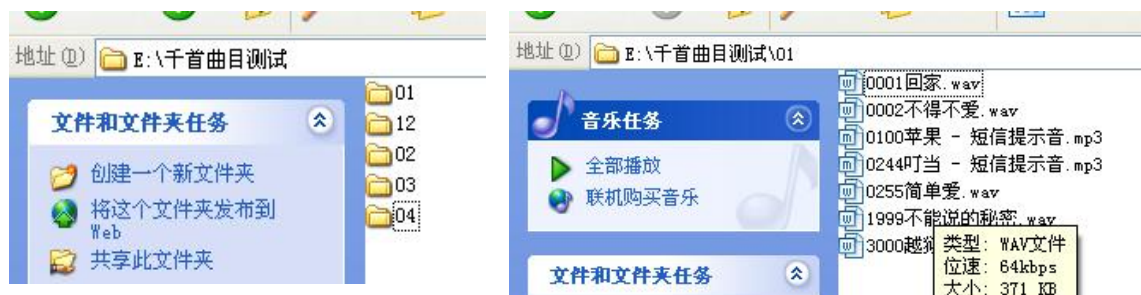 地址(D) E:\千首曲目测试
文件和文件夹任务
创建一个新文件夹
将这个文件夹发布到
Web
共享此文件夹
01
12
02
03
04
地址(D) E:\千首曲目测试\01
音乐任务
全部播放
联机购买音乐
文件和文件夹任务
0001回家.wav
0002不得不爱.wav
0100苹果 - 短信提示音.mp3
0244叮当 - 短信提示音.mp3
0255简单爱.wav
1999不能说的秘密.wav
3000越狱
类型: WAV文件
位速: 64kbps
大小: 371 KB